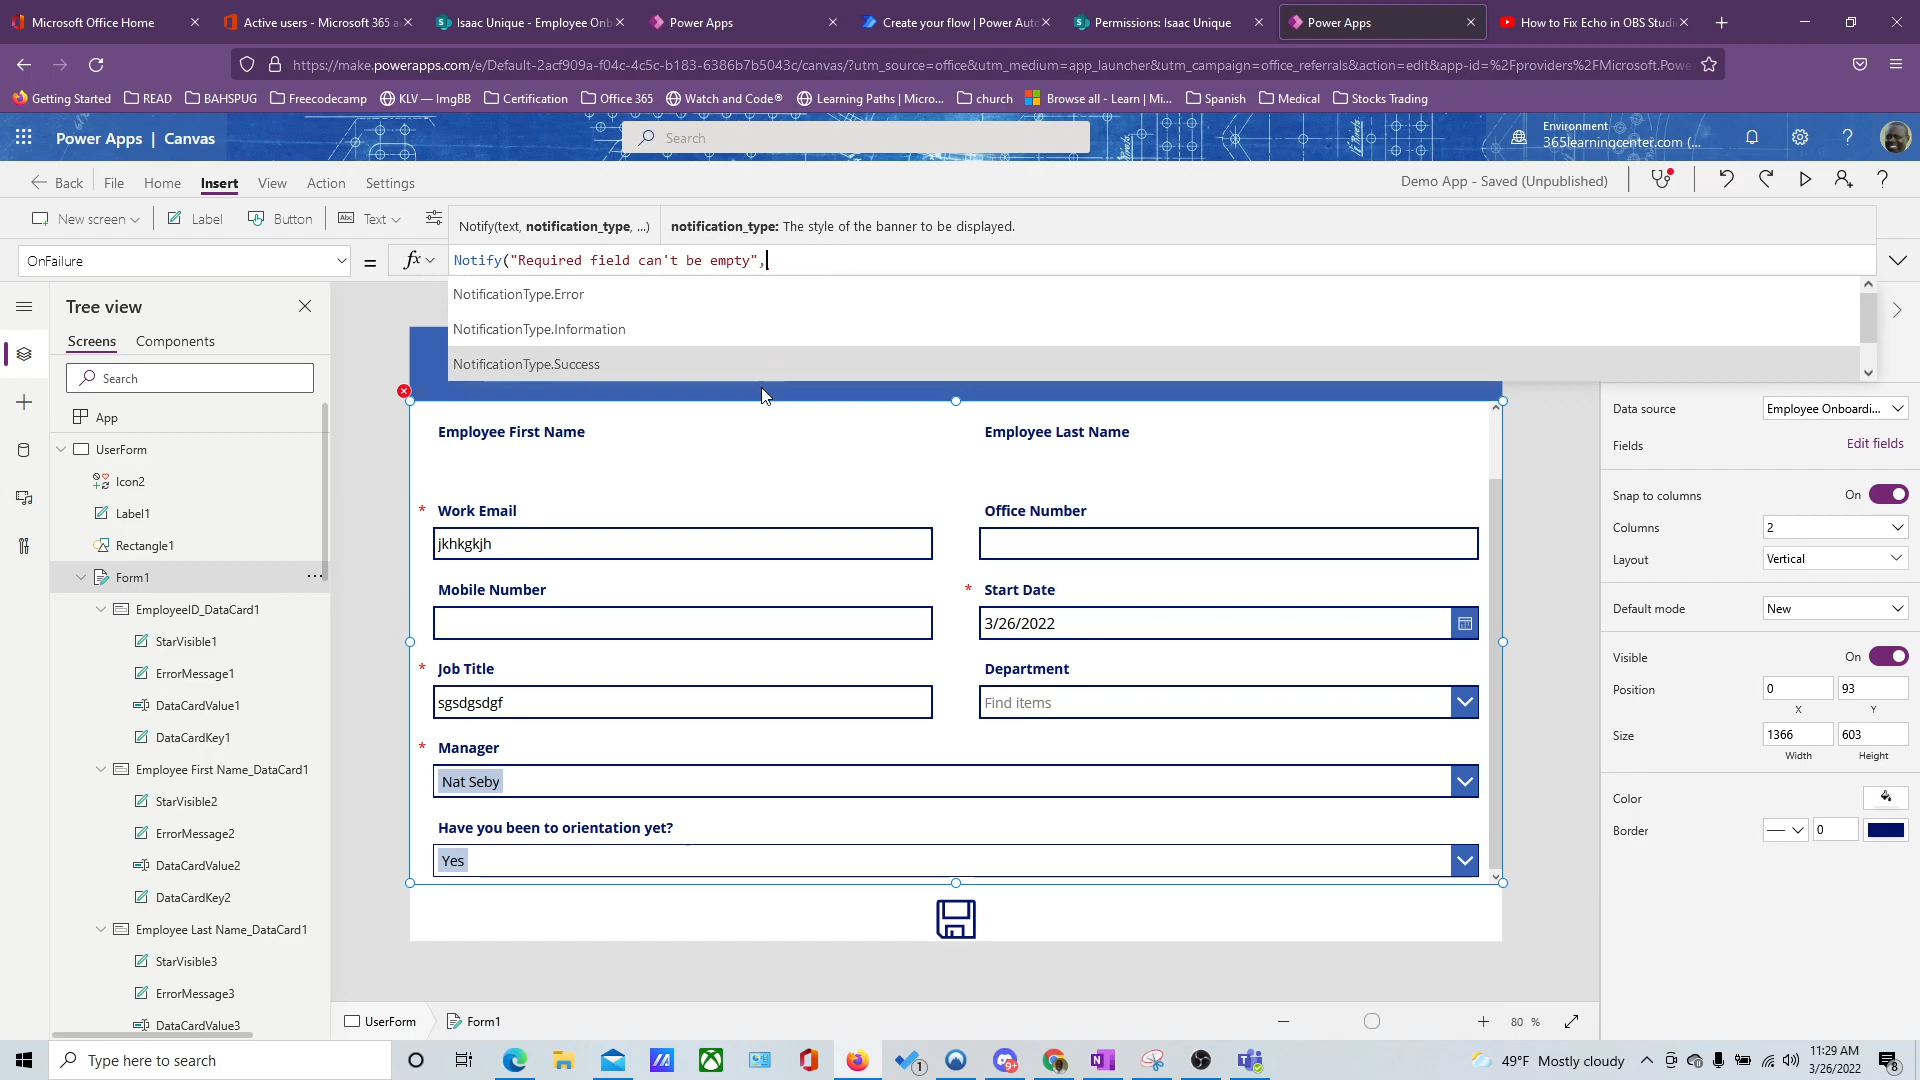 Microsoft Office Home
Active users - Microsoft 365 a
Isaac Unique - Employee Onb
Power Apps
Create your flow | Power Auto
Permissions: Isaac Unique
Power Apps
How to Fix Echo in OBS Studi
https://make.powerapps.com/e/Default-2acf909a-f04c-4c5c-b183-6386b7b5043c/canvas/?utm_source=office&utm_medium=app_launcher&utm_campaign=office_referrals&action=edit&app-id=%2Fproviders%2FMicrosoft.Powe
Getting Started
READ
BAHSPUG
Freecodecamp
KLV — ImgBB
Certification
Office 365
Watch and Code®
Learning Paths | Micro...
church
Browse all - Learn | Mi...
Spanish
Medical
Stocks Trading
Power Apps | Canvas
Search
Environment
365learningcenter.com (...
Back
File
Home
Insert
View
Action
Settings
Demo App - Saved (Unpublished)
New screen
Label
Button
Abc
Text
Notify(text, notification_type, ...)
notification_type: The style of the banner to be displayed.
OnFailure
=
fx
Notify("Required field can't be empty",
NotificationType.Error
NotificationType.Information
NotificationType.Success
Tree view
Screens
Components
Search
App
UserForm
Icon2
Label1
Rectangle1
Form1
...
EmployeeID_DataCard1
StarVisible1
ErrorMessage1
DataCardValue1
DataCardKey1
Employee First Name_DataCard1
StarVisible2
ErrorMessage2
DataCardValue2
DataCardKey2
Employee Last Name_DataCard1
StarVisible3
ErrorMessage3
DataCardValue3
Employee First Name
Employee Last Name
* Work Email
Office Number
jkhkgkjh
Mobile Number
* Start Date
3/26/2022
* Job Title
Department
sgsdgsdgf
Find items
* Manager
Nat Seby
Have you been to orientation yet?
Yes
Data source
Employee Onboardi...
Fields
Edit fields
Snap to columns
On
Columns
2
Layout
Vertical
Default mode
New
Visible
On
Position
0
93
X
Y
Size
1366
603
Width
Height
Color
Border
0
UserForm
Form1
80 %
Type here to search
1
9+
49°F Mostly cloudy
11:29 AM
3/26/2022
8